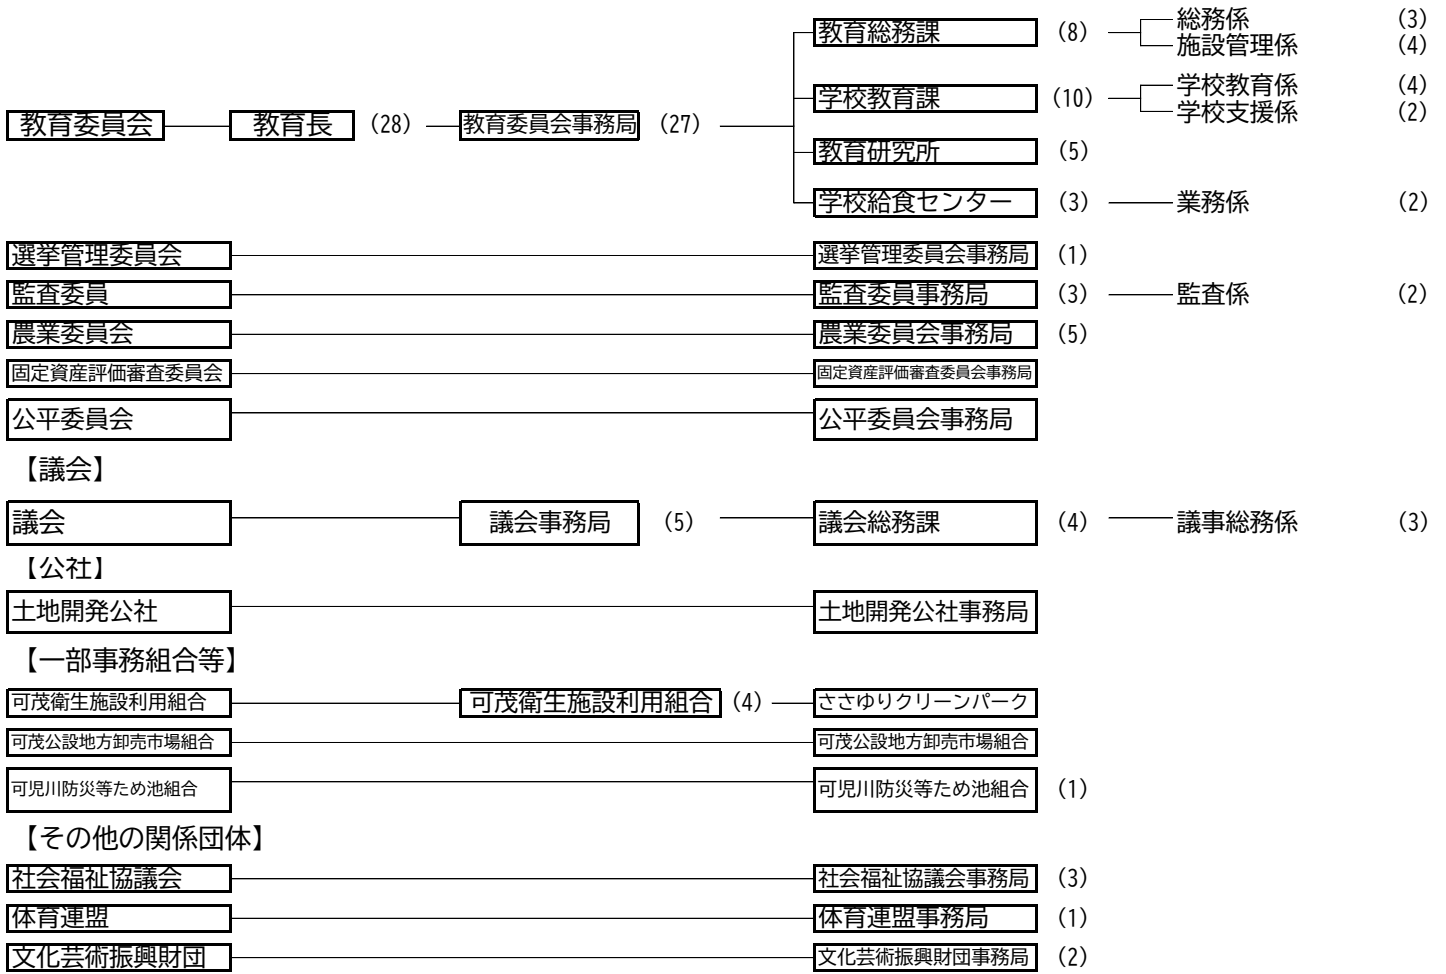 教育総務課 (8) 総務係 (3)
施設管理係 (4)
学校教育課 (10) 学校教育係 (4)
学校支援係 (2)
教育委員会 教育長 (28) 教育委員会事務局 (27)
教育研究所 (5)
学校給食センター (3) 業務係 (2)
選挙管理委員会 選挙管理委員会事務局 (1)
監査委員 監査委員事務局 (3) 監査係 (2)
農業委員会 農業委員会事務局 (5)
固定資産評価審査委員会 固定資産評価審査委員会事務局
公平委員会 公平委員会事務局
【議会】
議会 議会事務局 (5) 議会総務課 (4) 議事総務係 (3)
【公社】
土地開発公社 土地開発公社事務局
【一部事務組合等】
可茂衛生施設利用組合 可茂衛生施設利用組合 (4) ささゆりクリーンパーク
可茂公設地方卸売市場組合 可茂公設地方卸売市場組合
可児川防災等ため池組合 可児川防災等ため池組合 (1)
【その他の関係団体】
社会福祉協議会 社会福祉協議会事務局 (3)
体育連盟 体育連盟事務局 (1)
文化芸術振興財団 文化芸術振興財団事務局 (2)